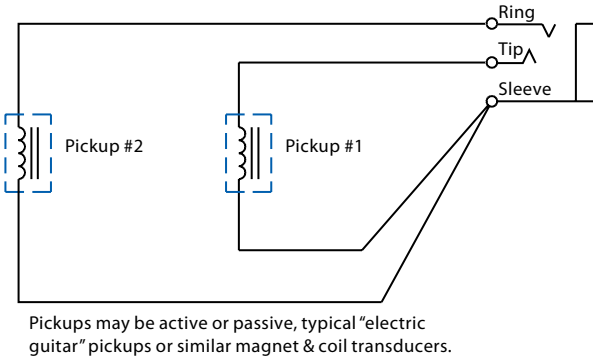 Ring
Tip
Sleeve
Pickup #2
Pickup #1
Pickups may be active or passive, typical “electric
guitar” pickups or similar magnet & coil transducers.